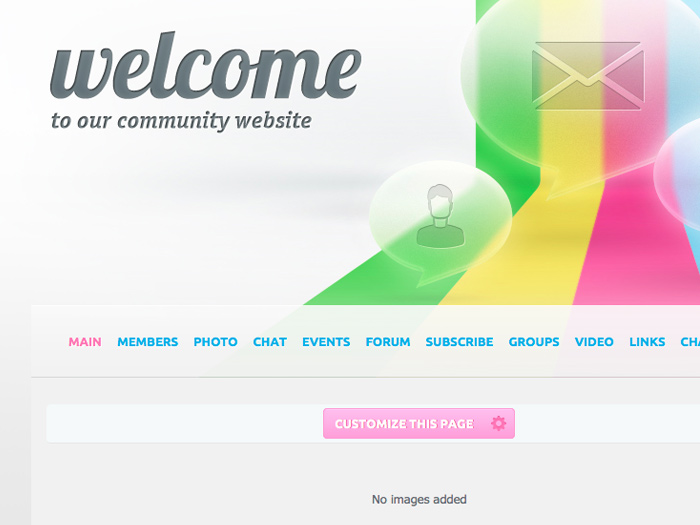 welcome
to our community website
MAIN MEMBERS PHOTO CHAT EVENTS FORUM SUBSCRIBE GROUPS VIDEO LINKS
CUSTOMIZE THIS PAGE
No images added